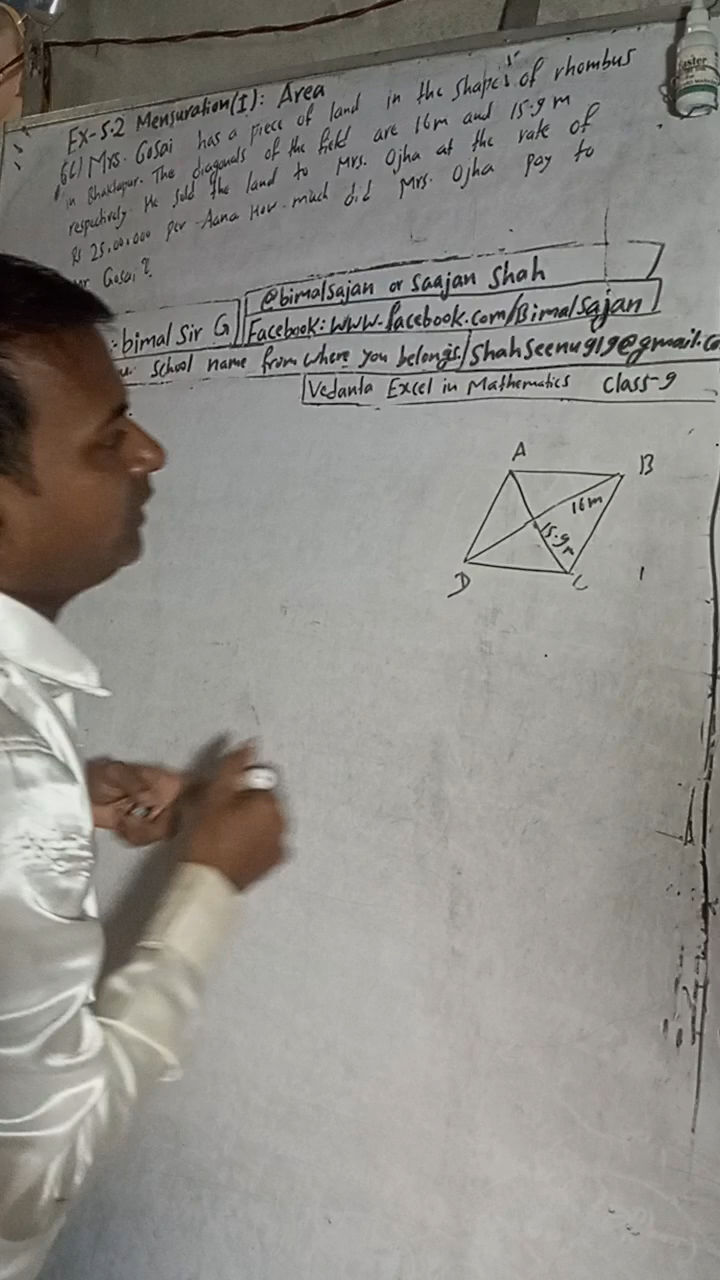 Ex-5.2 Mensuration(I): Area
6c) Mrs. Gosai has a piece of land in the shapes of rhombus
in Bhaktapur. The diagonals of the field are 16m and 15.9 m
respectively. He sold the land to Mrs. Ojha at the rate of
Rs 25,00,000 per Aana How much did Mrs. Ojha pay to
Gosai?
@bimalsajan or Saajan Shah
:bimal Sir G
Facebook: www.facebook.com/Bimalsajan
School name from where you belongs/shahseenu919@gmail.co
Vedanta Excel in Mathematics Class-9
A
B
16m
15.9
D
C